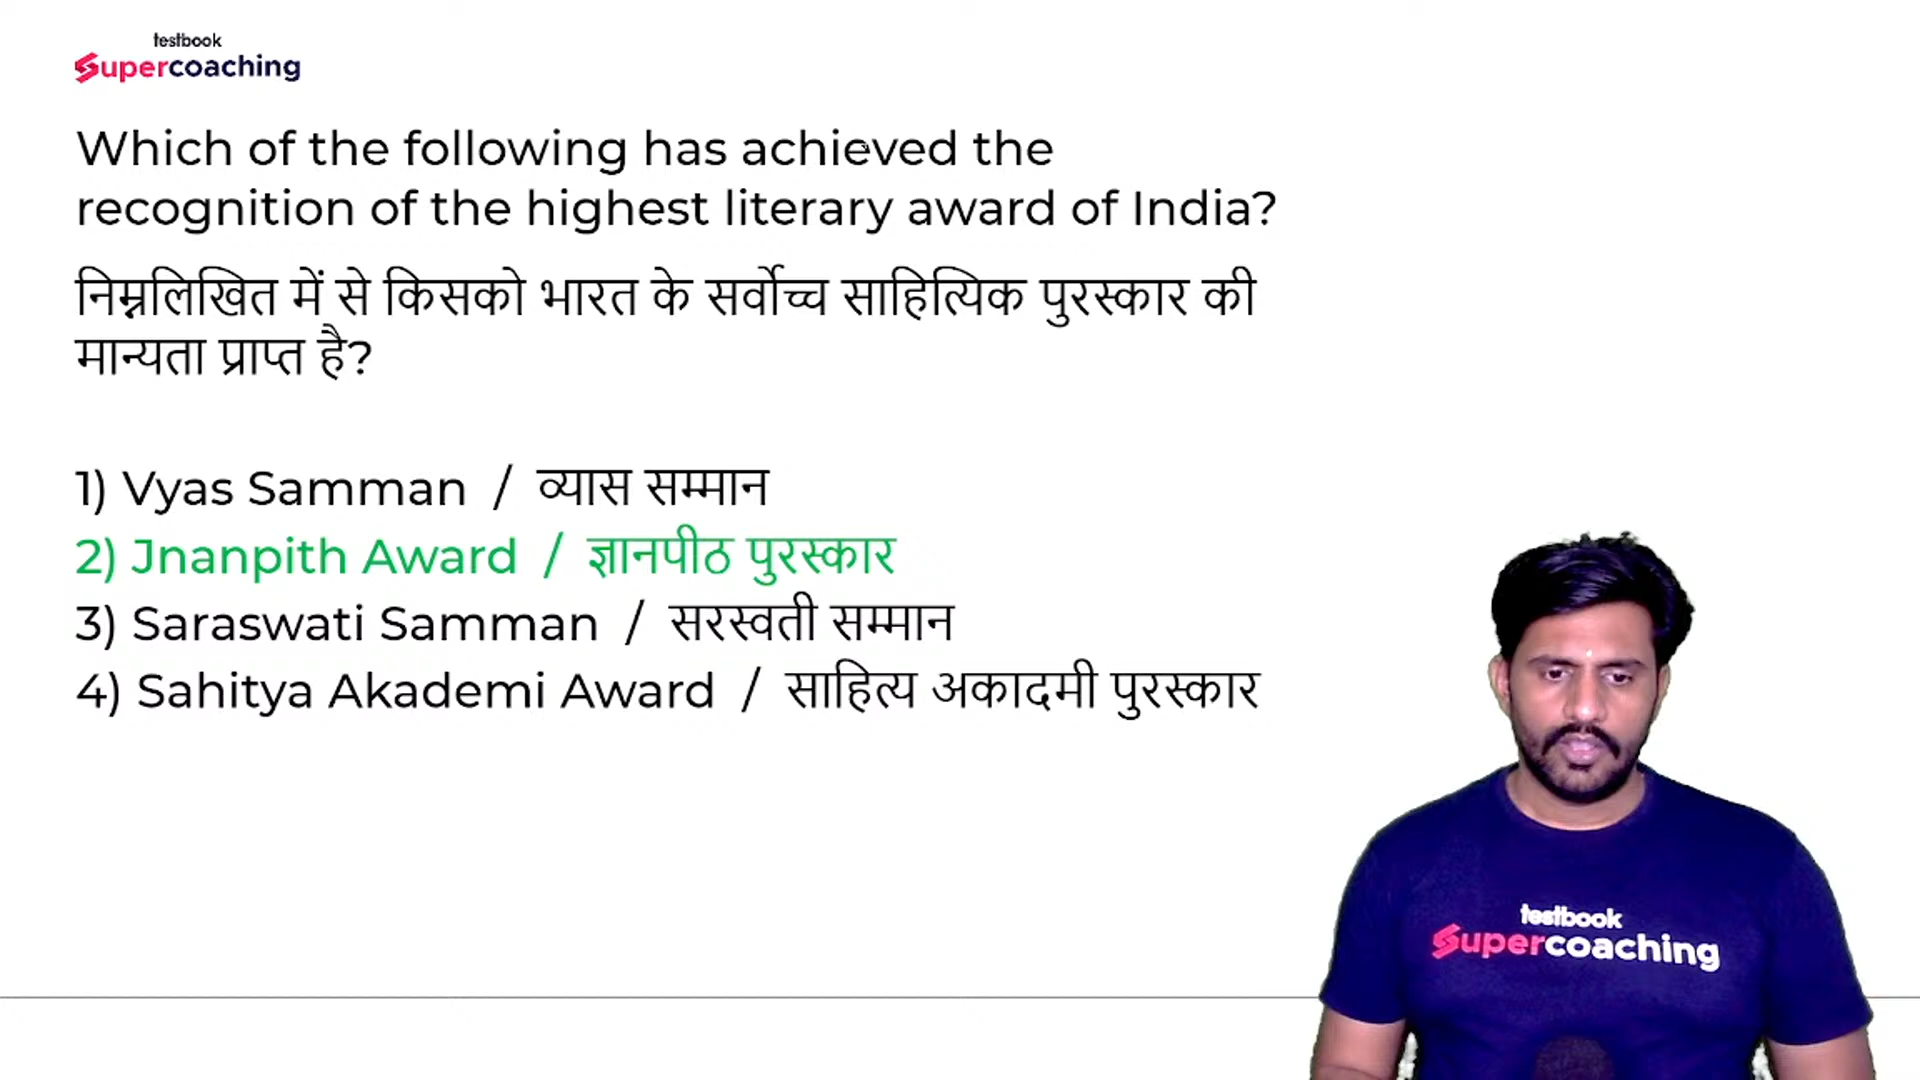 testbook
Supercoaching
Which of the following has achieved the
recognition of the highest literary award of India?
निम्नलिखित में से किसको भारत के सर्वोच्च साहित्यिक पुरस्कार की
मान्यता प्राप्त है?
1) Vyas Samman / व्यास सम्मान
2) Jnanpith Award / ज्ञानपीठ पुरस्कार
3) Saraswati Samman / सरस्वती सम्मान
4) Sahitya Akademi Award / साहित्य अकादमी पुरस्कार
testbook
Supercoaching